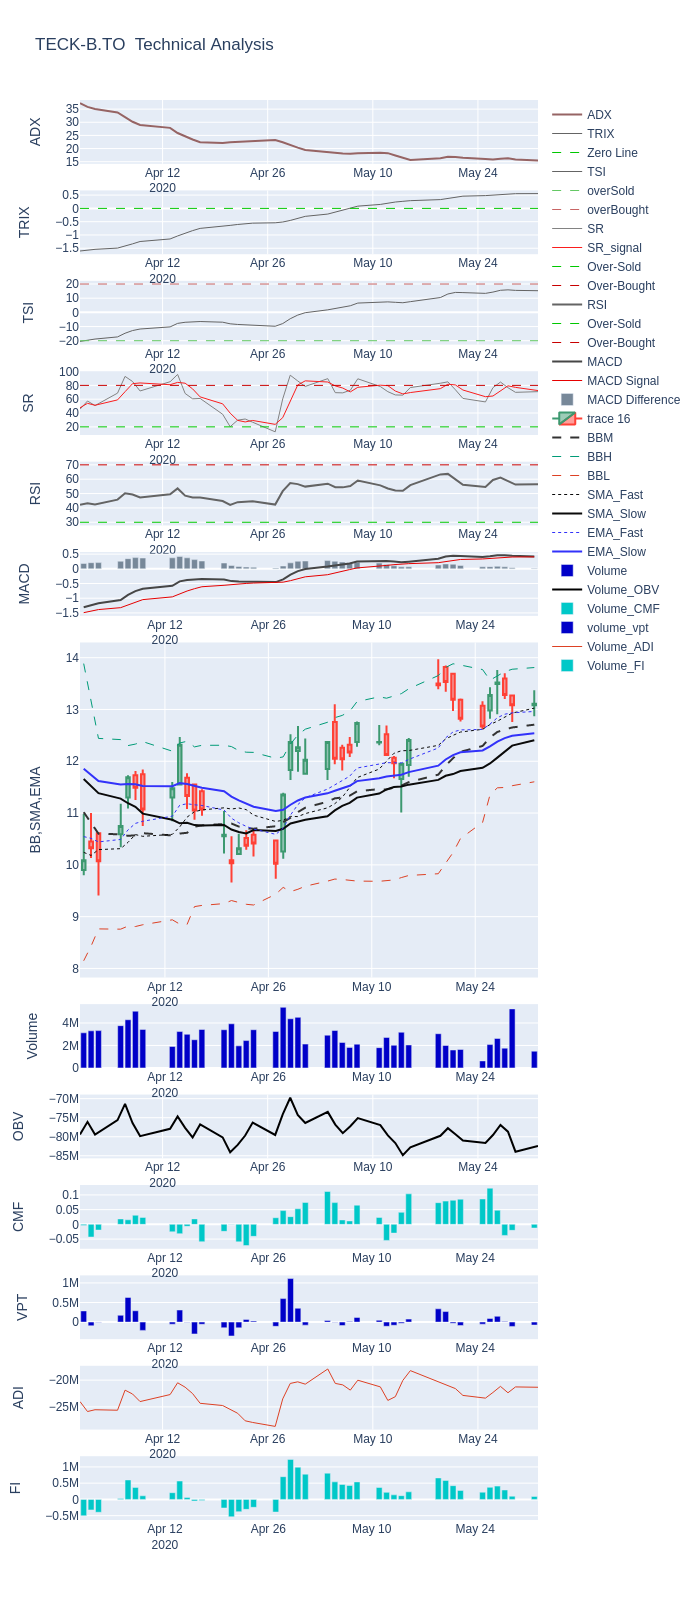 TECK-B.TO  Technical Analysis
ADX
35
30
25
20
15
Apr 12
2020
Apr 26
May 10
May 24
TRIX
0.5
0
−0.5
−1
−1.5
Apr 12
2020
Apr 26
May 10
May 24
TSI
20
10
0
−10
−20
Apr 12
2020
Apr 26
May 10
May 24
SR
100
80
60
40
20
Apr 12
2020
Apr 26
May 10
May 24
RSI
70
60
50
40
30
Apr 12
2020
Apr 26
May 10
May 24
MACD
0.5
0
−0.5
−1
−1.5
Apr 12
2020
Apr 26
May 10
May 24
BB,SMA,EMA
14
13
12
11
10
9
8
Apr 12
2020
Apr 26
May 10
May 24
Volume
4M
2M
0
Apr 12
2020
Apr 26
May 10
May 24
OBV
−70M
−75M
−80M
−85M
Apr 12
2020
Apr 26
May 10
May 24
CMF
0.1
0.05
0
−0.05
Apr 12
2020
Apr 26
May 10
May 24
VPT
1M
0.5M
0
Apr 12
2020
Apr 26
May 10
May 24
ADI
−20M
−25M
Apr 12
2020
Apr 26
May 10
May 24
FI
1M
0.5M
0
−0.5M
Apr 12
2020
Apr 26
May 10
May 24
ADX
TRIX
Zero Line
TSI
overSold
overBought
SR
SR_signal
Over-Sold
Over-Bought
RSI
Over-Sold
Over-Bought
MACD
MACD Signal
MACD Difference
trace 16
BBM
BBH
BBL
SMA_Fast
SMA_Slow
EMA_Fast
EMA_Slow
Volume
Volume_OBV
Volume_CMF
volume_vpt
Volume_ADI
Volume_FI